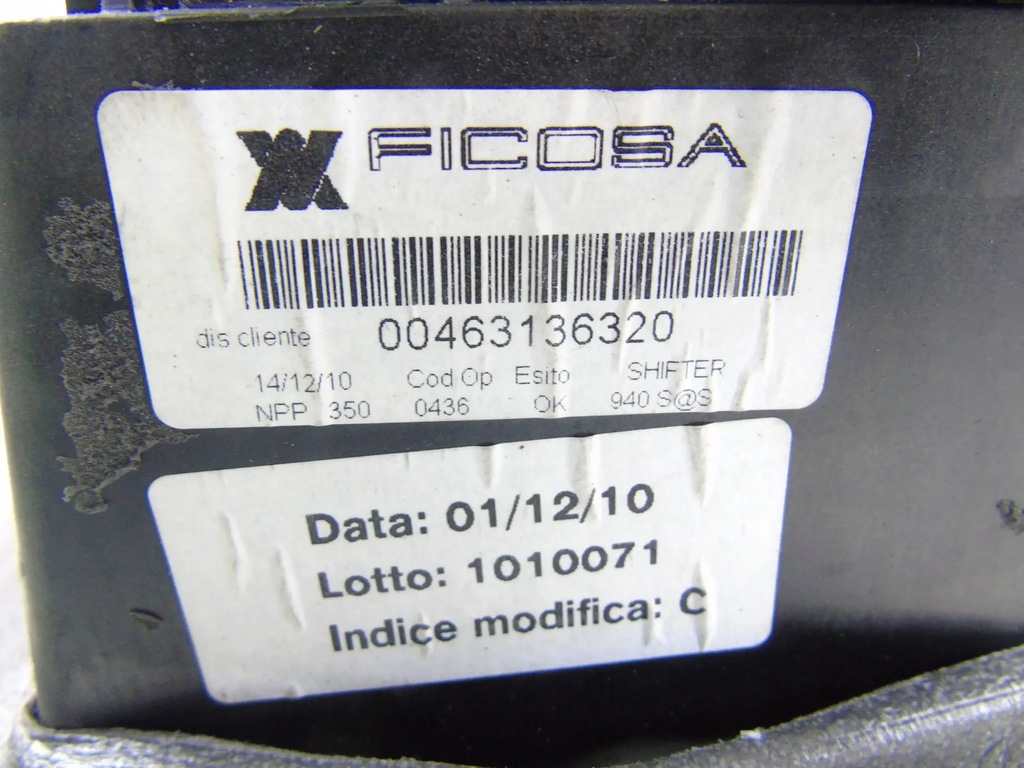 FICOSA
dis cliente 00463136320
14/12/10 Cod Op Esito SHIFTER
NPP 350 0436 OK 940 S@S
Data: 01/12/10
Lotto: 1010071
Indice modifica: C